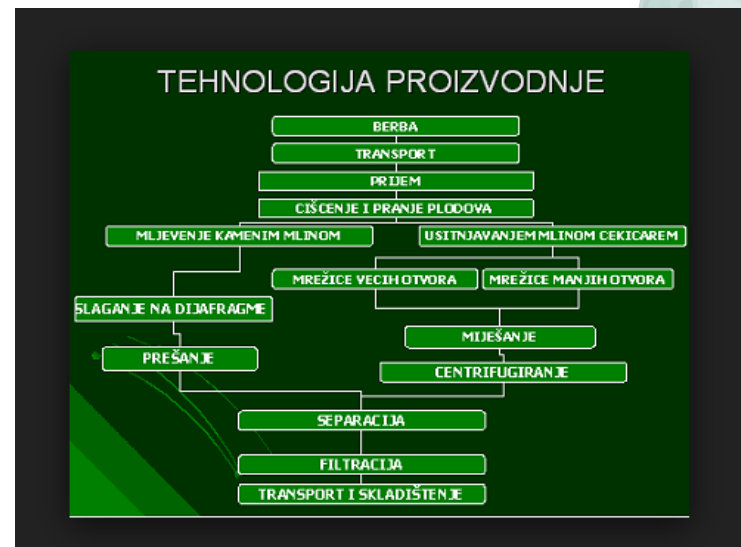 TEHNOLOGIJA PROIZVODNJE
BERBA
TRANSPORT
PRIJEM
CIŠCENJE I PRANJE PLODOVA
MLJEVENJE KAMENIM MLINOM
USITNJAVANJEM MLINOM CEKICAREM
MREŽICE VECIH OTVORA
MREŽICE MANJIH OTVORA
SLAGANJE NA DIJAFRAGME
MIJEŠANJE
PREŠANJE
CENTRIFUGIRANJE
SEPARACIJA
FILTRACIJA
TRANSPORT I SKLADIŠTENJE